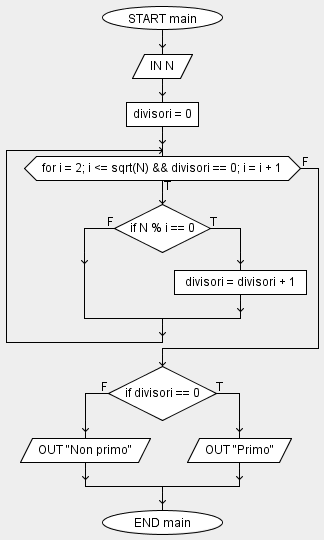 START main
IN N
divisori = 0
for i = 2; i <= sqrt(N) && divisori == 0; i = i + 1
F
T
F
if N % i == 0
T
divisori = divisori + 1
F
if divisori == 0
T
OUT "Non primo"
OUT "Primo"
END main